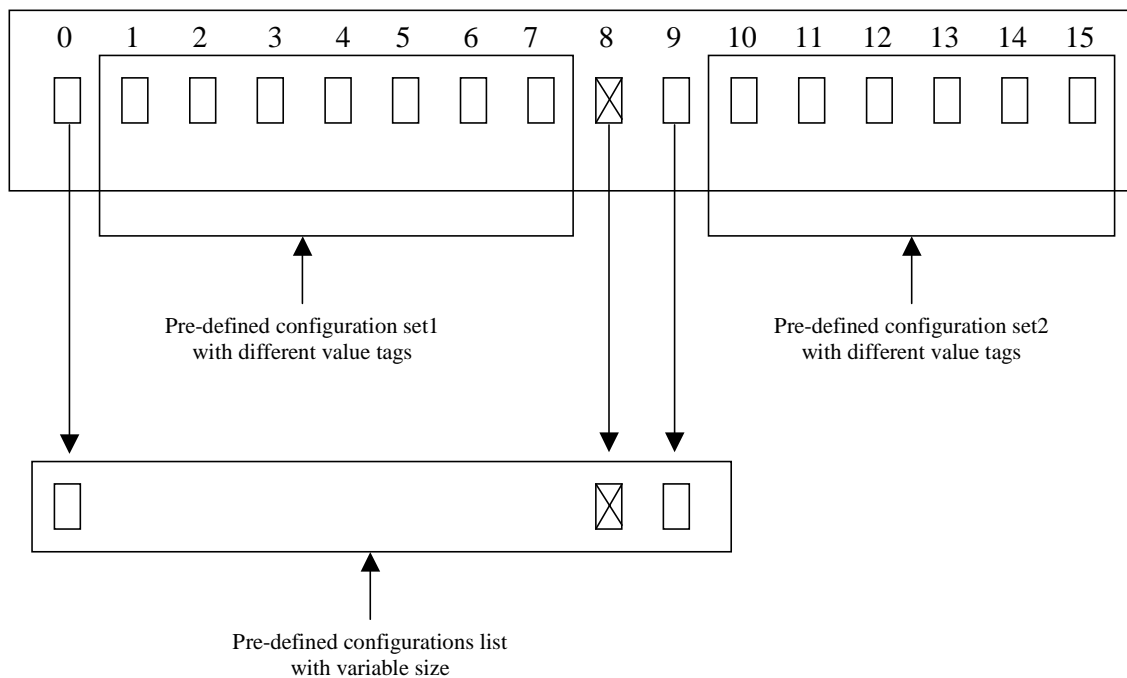 0 1 2 3 4 5 6 7 8 9 10 11 12 13 14 15
Pre-defined configuration set1
with different value tags
Pre-defined configuration set2
with different value tags
Pre-defined configurations list
with variable size